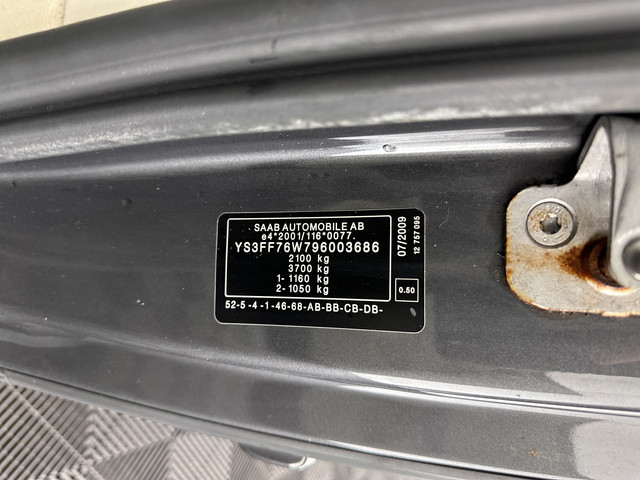 SAAB AUTOMOBILE AB
e4*2001/116*0077.
YS3FF76W796003686
2100 kg
3700 kg
1- 1160 kg
2- 1050 kg
07/2009
12 757 095
0.50
52-5 -4 -1-46-68-AB-BB-CB-DB-